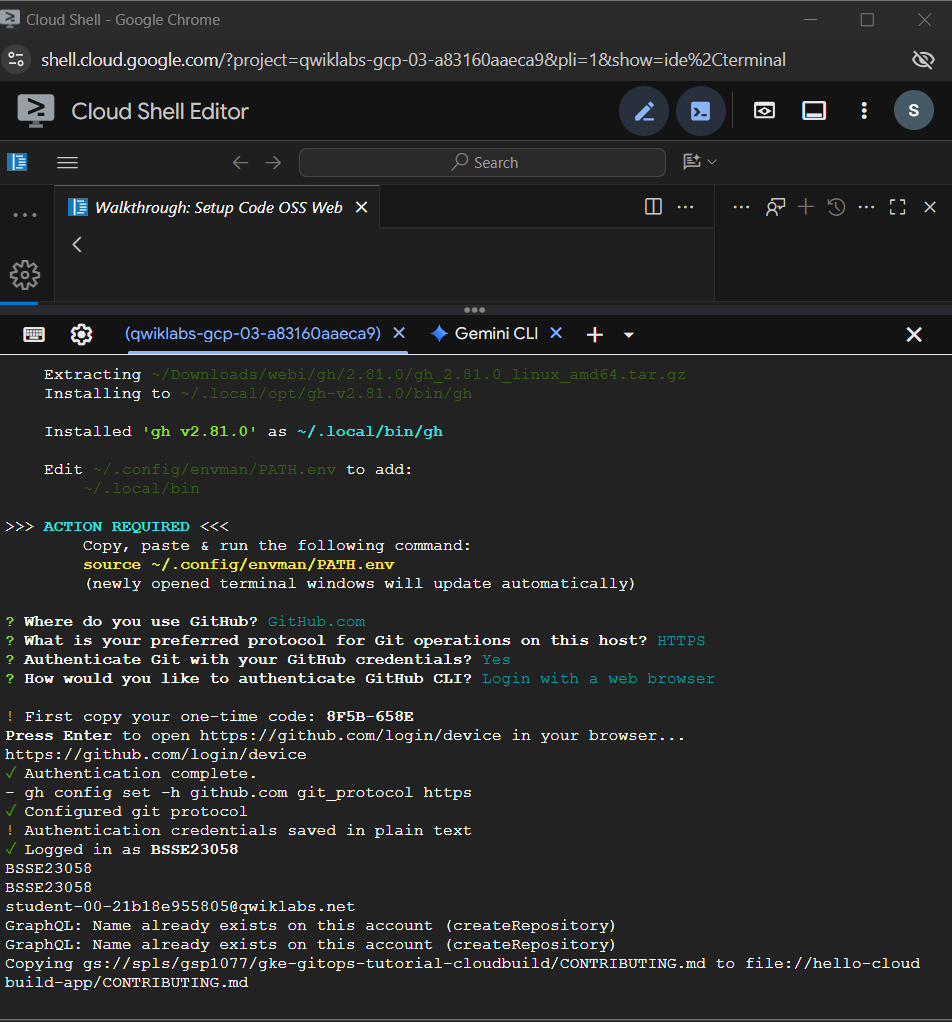 Cloud Shell - Google Chrome
shell.cloud.google.com/?project=qwiklabs-gcp-03-a83160aaeca9&pli=1&show=ide%2Cterminal
Cloud Shell Editor
S
Search
Walkthrough: Setup Code OSS Web
(qwiklabs-gcp-03-a83160aaeca9)
Gemini CLI
Extracting ~/Downloads/webi/gh/2.81.0/gh_2.81.0_linux_amd64.tar.gz
Installing to ~/.local/opt/gh-v2.81.0/bin/gh
Installed 'gh v2.81.0' as ~/.local/bin/gh
Edit ~/.config/envman/PATH.env to add:
~/.local/bin
>>> ACTION REQUIRED <<<
Copy, paste & run the following command:
source ~/.config/envman/PATH.env
(newly opened terminal windows will update automatically)
? Where do you use GitHub? GitHub.com
? What is your preferred protocol for Git operations on this host? HTTPS
? Authenticate Git with your GitHub credentials? Yes
? How would you like to authenticate GitHub CLI? Login with a web browser
! First copy your one-time code: 8F5B-658E
Press Enter to open https://github.com/login/device in your browser...
https://github.com/login/device
✓ Authentication complete.
- gh config set -h github.com git_protocol https
✓ Configured git protocol
! Authentication credentials saved in plain text
✓ Logged in as BSSE23058
BSSE23058
BSSE23058
student-00-21b18e955805@qwiklabs.net
GraphQL: Name already exists on this account (createRepository)
GraphQL: Name already exists on this account (createRepository)
Copying gs://spls/gsp1077/gke-gitops-tutorial-cloudbuild/CONTRIBUTING.md to file://hello-cloud
build-app/CONTRIBUTING.md